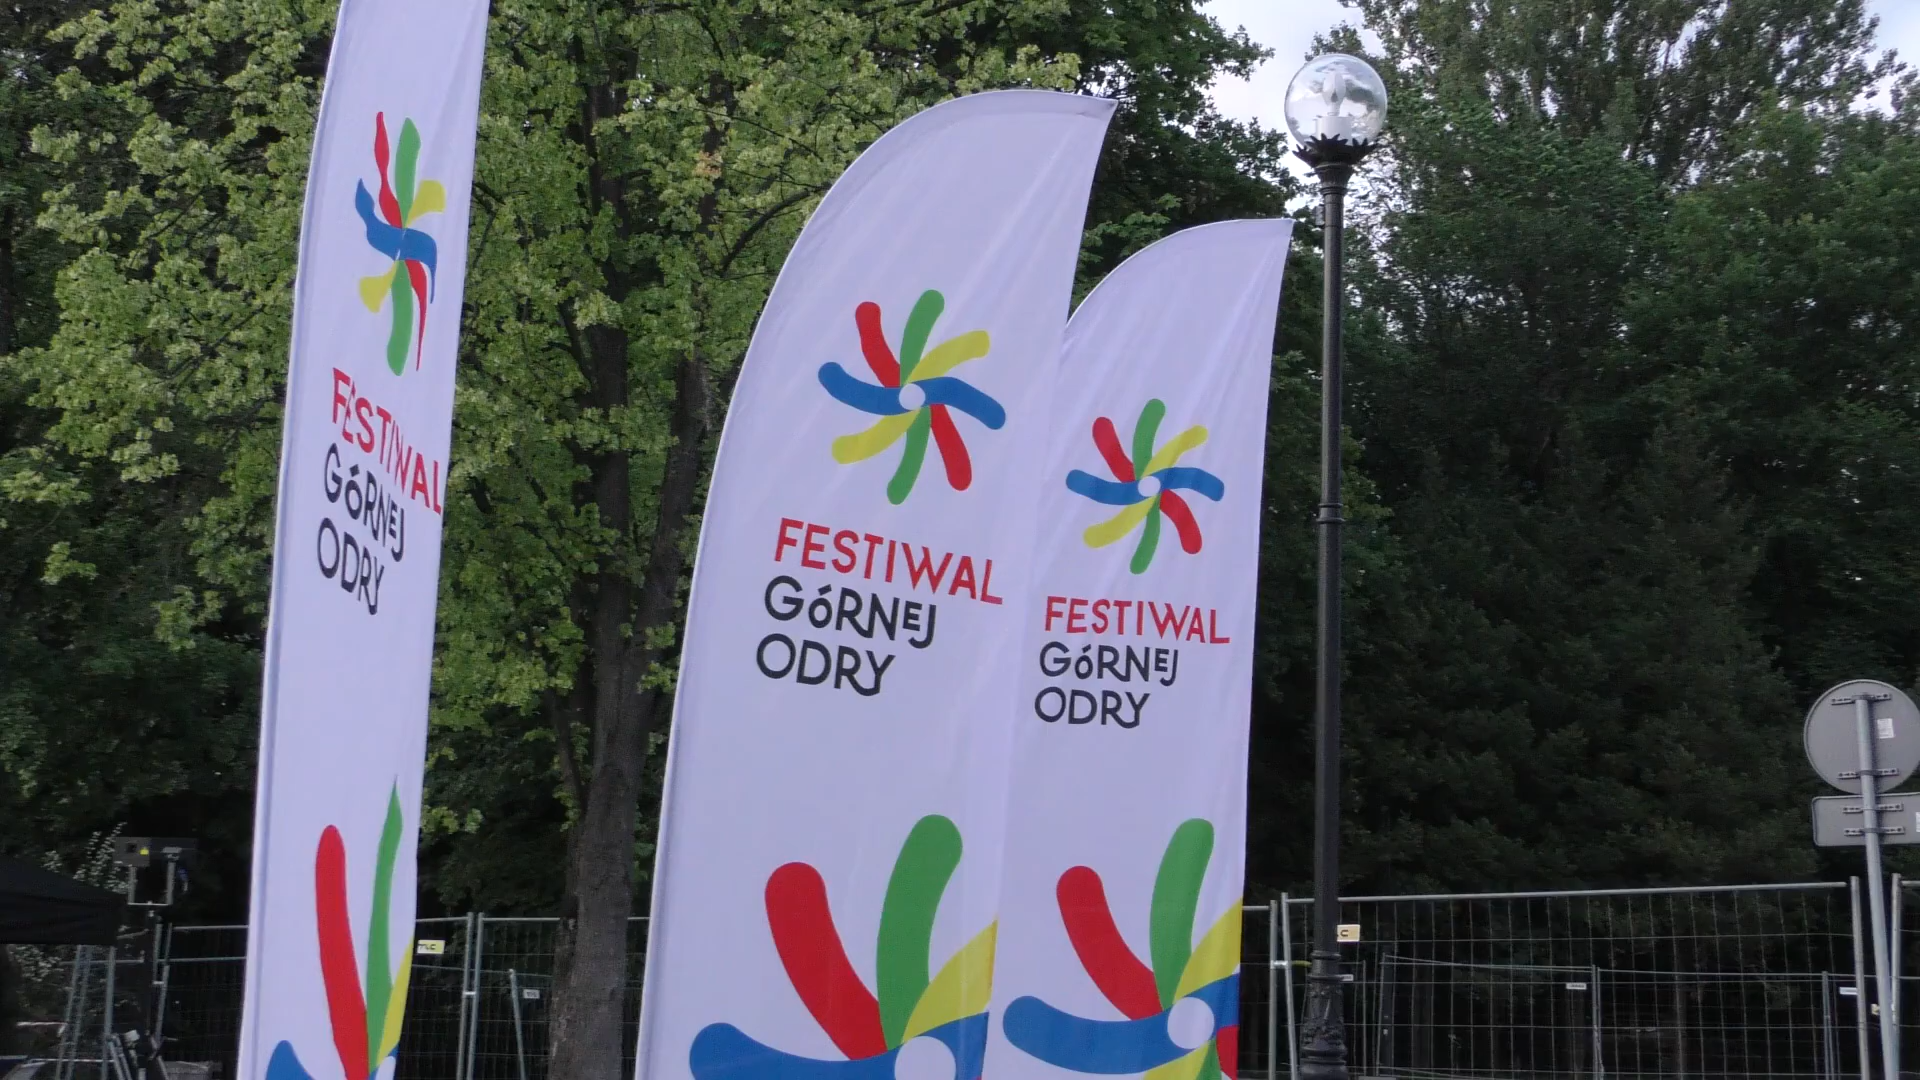 FESTIWAL
GÓRNEJ
ODRY
FESTIWAL
GÓRNEJ
ODRY
FESTIWAL
GÓRNEJ
ODRY